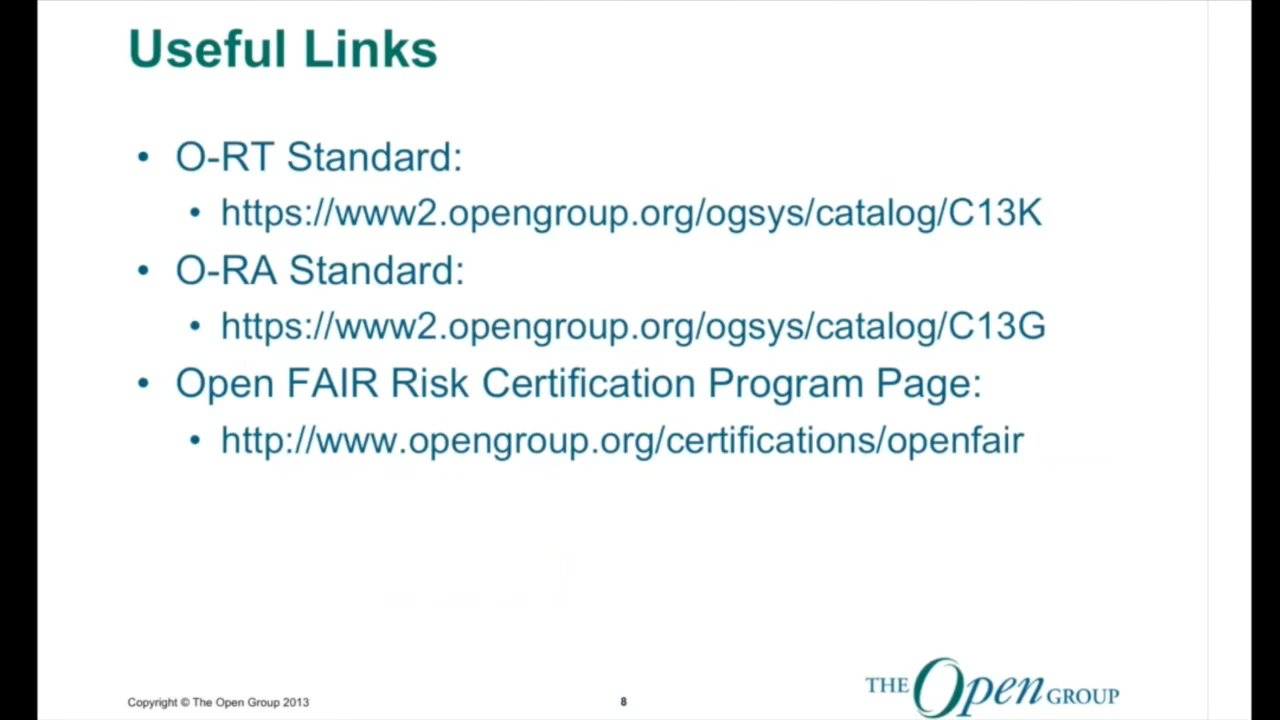 Useful Links
• O-RT Standard:
• https://www2.opengroup.org/ogsys/catalog/C13K
• O-RA Standard:
• https://www2.opengroup.org/ogsys/catalog/C13G
• Open FAIR Risk Certification Program Page:
• http://www.opengroup.org/certifications/openfair
Copyright © The Open Group 2013
8
THE Open GROUP